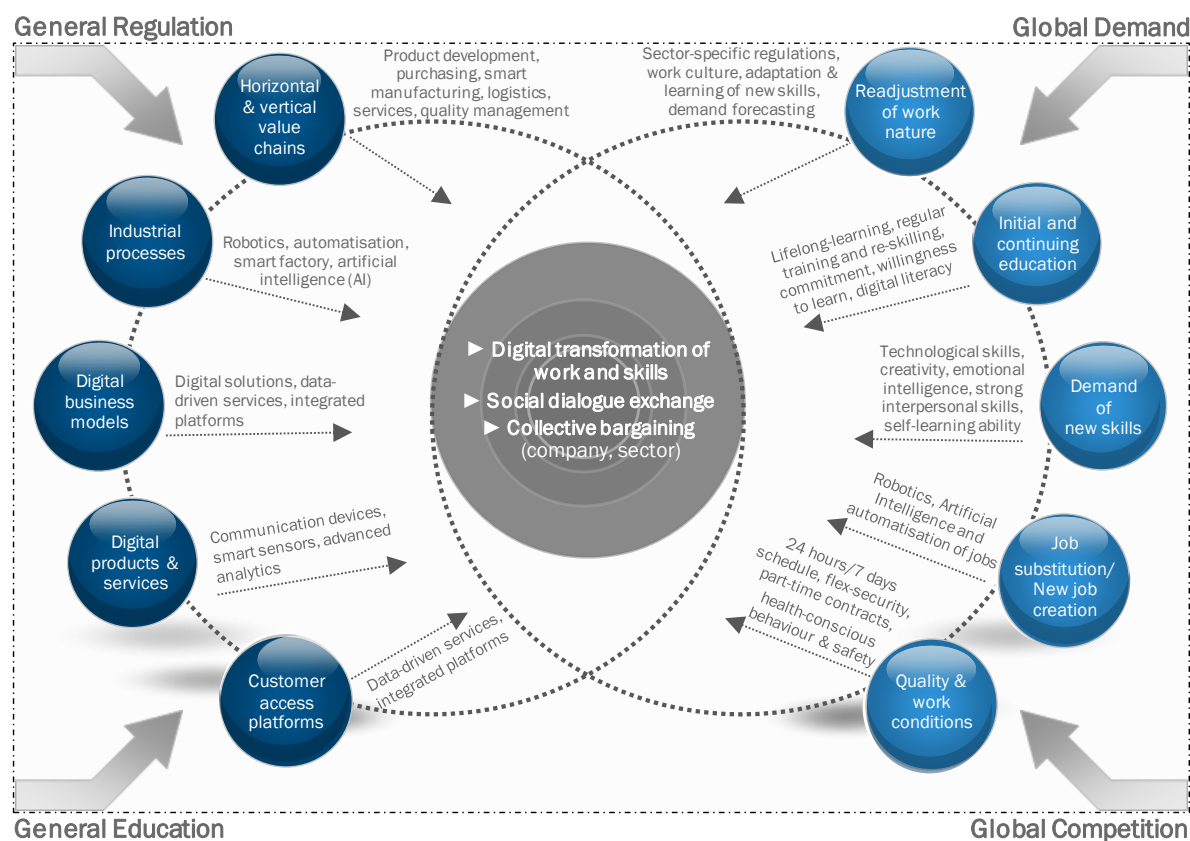 General Regulation
Global Demand
Horizontal
& vertical
value
chains
Product development,
purchasing, smart
manufacturing, logistics,
services, quality management
Sector-specific regulations,
work culture, adaptation &
learning of new skills,
demand forecasting
Readjustment
of work
nature
Industrial
processes
Robotics, automatisation,
smart factory, artificial
intelligence (AI)
Lifelong-learning, regular
training and re-skilling,
commitment, willingness
to learn, digital literacy
Initial and
continuing
education
Digital
business
models
Digital solutions, data-
driven services, integrated
platforms
► Digital transformation of
work and skills
► Social dialogue exchange
► Collective bargaining
(company, sector)
Technological skills,
creativity, emotional
intelligence, strong
interpersonal skills,
self-learning ability
Demand
of
new skills
Digital
products &
services
Communication devices,
smart sensors, advanced
analytics
Robotics, Artificial
Intelligence and
automatisation of jobs
Job
substitution/
New job
creation
Customer
access
platforms
Data-driven services,
integrated platforms
24 hours/7 days
schedule, flex-security,
part-time contracts,
health-conscious
behaviour & safety
Quality &
work
conditions
General Education
Global Competition